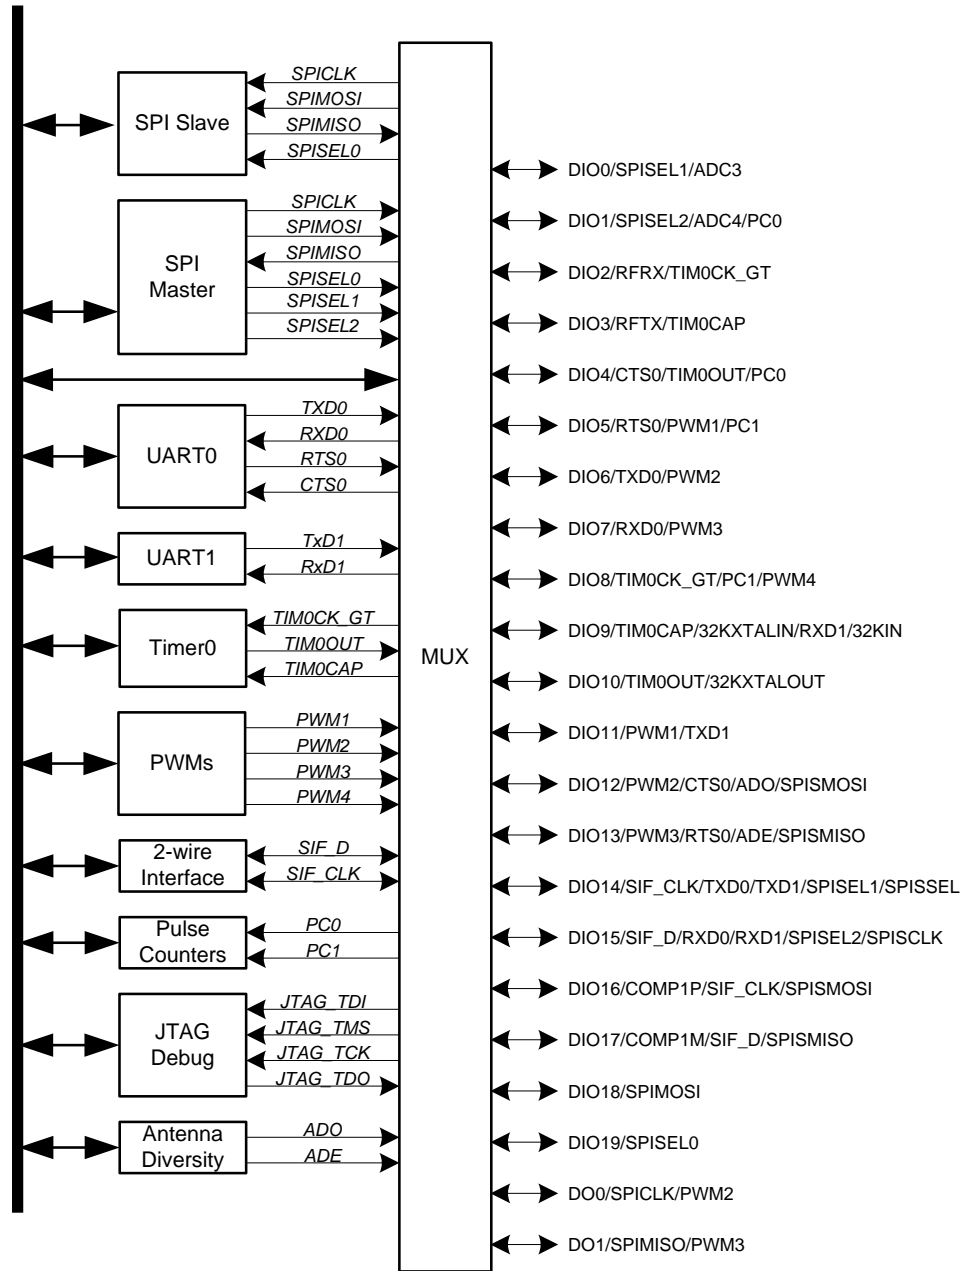 SPI Slave
SPICLK
SPIMOSI
SPIMISO
SPISEL0
SPI
Master
SPICLK
SPIMOSI
SPIMISO
SPISEL0
SPISEL1
SPISEL2
UART0
TXD0
RXD0
RTS0
CTS0
UART1
TxD1
RxD1
Timer0
TIM0CK_GT
TIM0OUT
TIM0CAP
PWMs
PWM1
PWM2
PWM3
PWM4
2-wire
Interface
SIF_D
SIF_CLK
Pulse
Counters
PC0
PC1
JTAG
Debug
JTAG_TDI
JTAG_TMS
JTAG_TCK
JTAG_TDO
Antenna
Diversity
ADO
ADE
MUX
DIO0/SPISEL1/ADC3
DIO1/SPISEL2/ADC4/PC0
DIO2/RFRX/TIM0CK_GT
DIO3/RFTX/TIM0CAP
DIO4/CTS0/TIM0OUT/PC0
DIO5/RTS0/PWM1/PC1
DIO6/TXD0/PWM2
DIO7/RXD0/PWM3
DIO8/TIM0CK_GT/PC1/PWM4
DIO9/TIM0CAP/32KXTALIN/RXD1/32KIN
DIO10/TIM0OUT/32KXTALOUT
DIO11/PWM1/TXD1
DIO12/PWM2/CTS0/ADO/SPISMOSI
DIO13/PWM3/RTS0/ADE/SPISMISO
DIO14/SIF_CLK/TXD0/TXD1/SPISEL1/SPISSEL
DIO15/SIF_D/RXD0/RXD1/SPISEL2/SPISCLK
DIO16/COMP1P/SIF_CLK/SPISMOSI
DIO17/COMP1M/SIF_D/SPISMISO
DIO18/SPIMOSI
DIO19/SPISEL0
DO0/SPICLK/PWM2
DO1/SPIMISO/PWM3